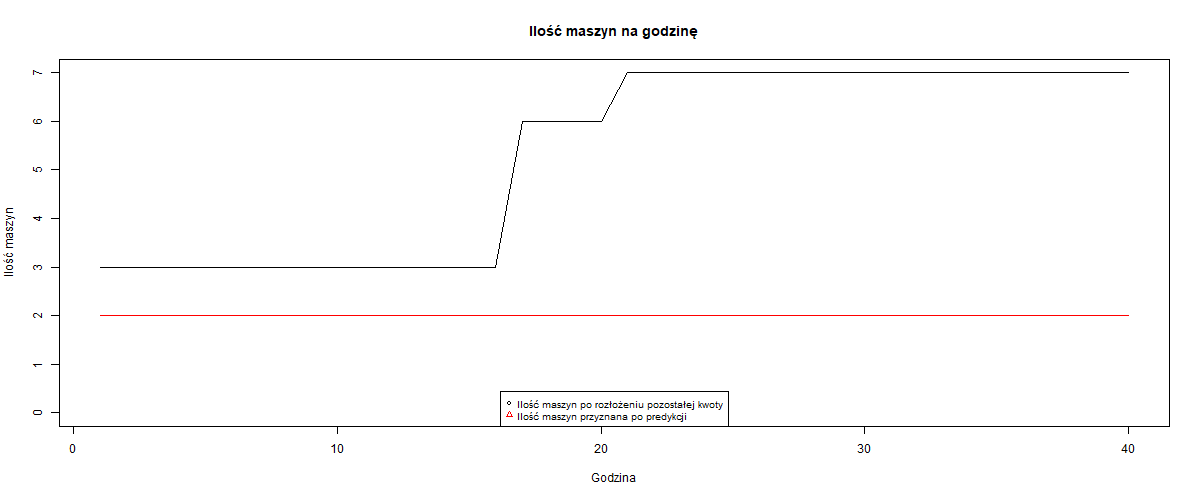 Ilość maszyn na godzinę
Ilość maszyn
7
6
5
4
3
2
1
0
Ilość maszyn po rozłożeniu pozostałej kwoty
Ilość maszyn przyznana po predykcji
0 10 20 30 40
Godzina